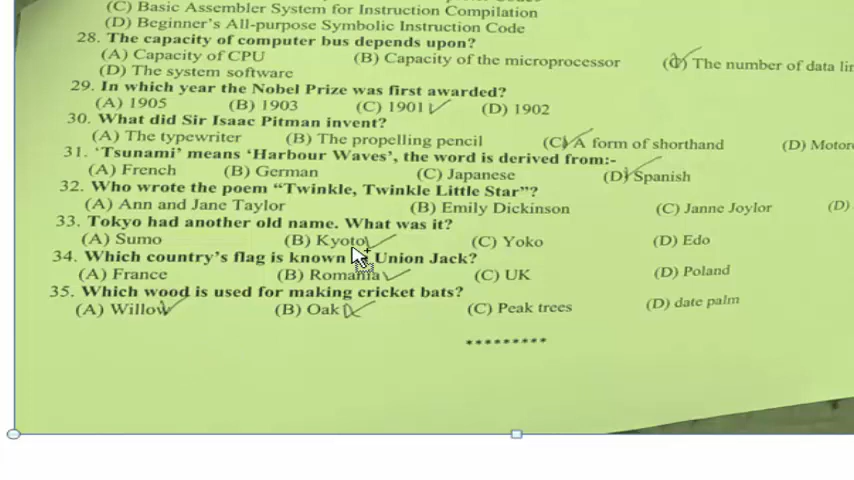 (C) Basic Assembler System for Instruction Compilation
(D) Beginner's All-purpose Symbolic Instruction Code
28. The capacity of computer bus depends upon?
(A) Capacity of CPU (B) Capacity of the microprocessor (C) The number of data lin
(D) The system software
29. In which year the Nobel Prize was first awarded?
(A) 1905 (B) 1903 (C) 1901 (D) 1902
30. What did Sir Isaac Pitman invent?
(A) The typewriter (B) The propelling pencil (C) A form of shorthand (D) Motor
31. 'Tsunami' means 'Harbour Waves', the word is derived from:-
(A) French (B) German (C) Japanese (D) Spanish
32. Who wrote the poem "Twinkle, Twinkle Little Star"?
(A) Ann and Jane Taylor (B) Emily Dickinson (C) Janne Joylor (D)
33. Tokyo had another old name. What was it?
(A) Sumo (B) Kyoto (C) Yoko (D) Edo
34. Which country's flag is known Union Jack?
(A) France (B) Romania (C) UK (D) Poland
35. Which wood is used for making cricket bats?
(A) Willow (B) Oak (C) Peak trees (D) date palm
*********